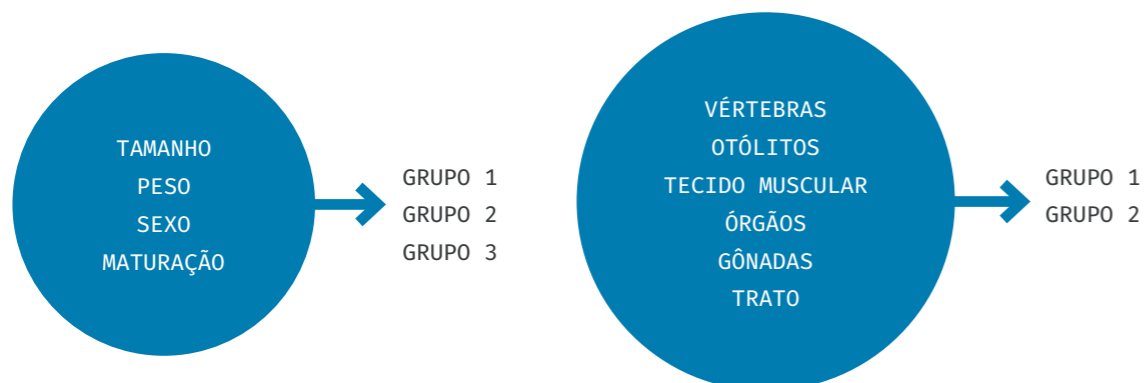 TAMANHO
PESO
SEXO
MATURAÇÃO
GRUPO 1
GRUPO 2
GRUPO 3
VÉRTEBRAS
OTÓLITOS
TECIDO MUSCULAR
ÓRGÃOS
GÔNADAS
TRATO
GRUPO 1
GRUPO 2